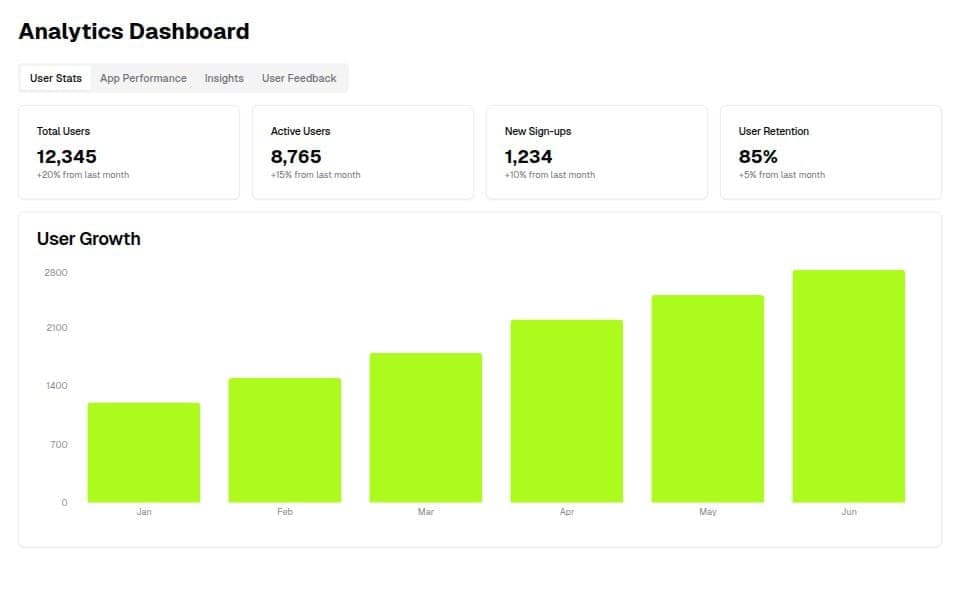 Analytics Dashboard
User Stats App Performance Insights User Feedback
Total Users
12,345
+20% from last month
Active Users
8,765
+15% from last month
New Sign-ups
1,234
+10% from last month
User Retention
85%
+5% from last month
User Growth
2800
2100
1400
700
0
Jan Feb Mar Apr May Jun